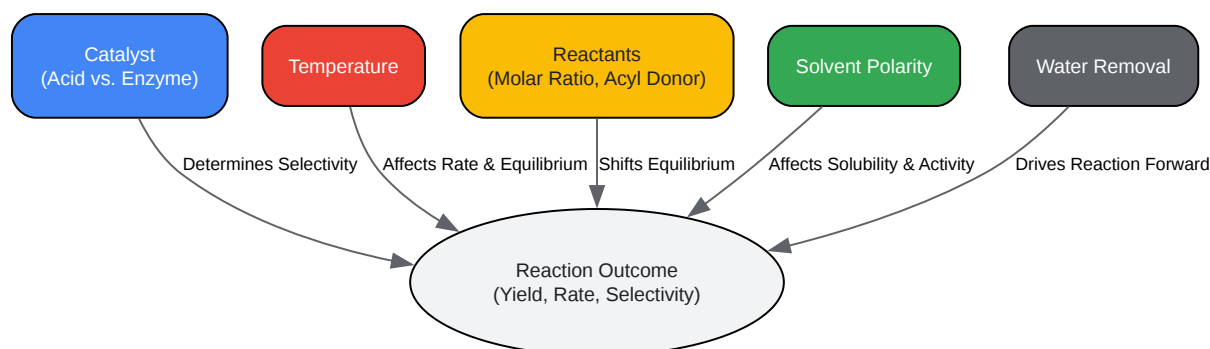 Catalyst
(Acid vs. Enzyme)
Temperature
Reactants
(Molar Ratio, Acyl Donor)
Solvent Polarity
Water Removal
Determines Selectivity
Affects Rate & Equilibrium
Shifts Equilibrium
Affects Solubility & Activity
Drives Reaction Forward
Reaction Outcome
(Yield, Rate, Selectivity)